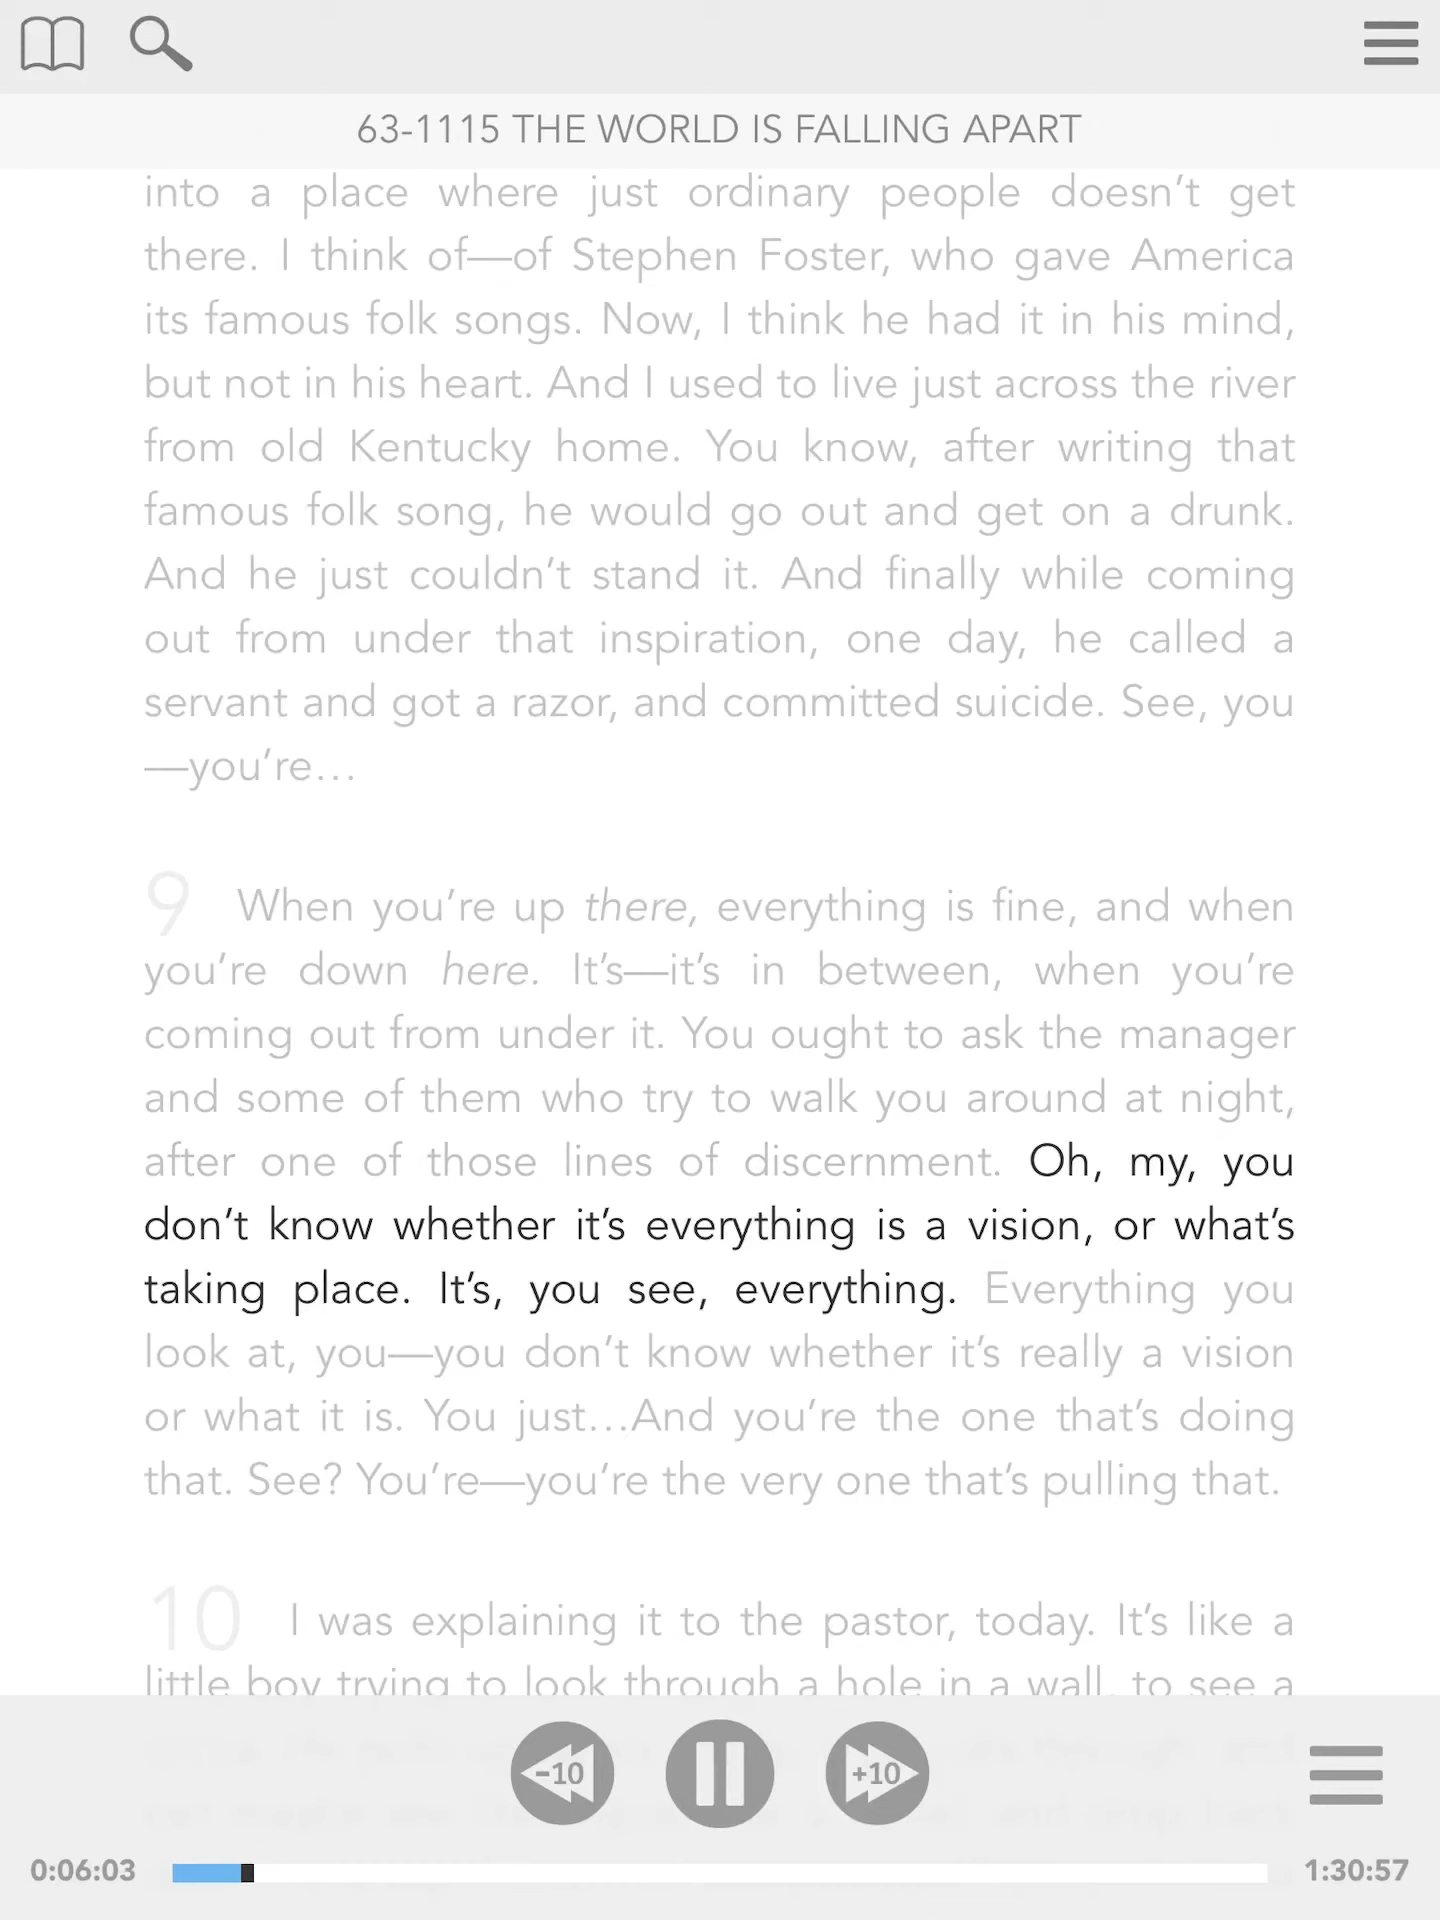 63-1115 THE WORLD IS FALLING APART
into a place where just ordinary people doesn’t get
there. I think of—of Stephen Foster, who gave America
its famous folk songs. Now, I think he had it in his mind,
but not in his heart. And I used to live just across the river
from old Kentucky home. You know, after writing that
famous folk song, he would go out and get on a drunk.
And he just couldn’t stand it. And finally while coming
out from under that inspiration, one day, he called a
servant and got a razor, and committed suicide. See, you
—you’re…
9 When you’re up there, everything is fine, and when
you’re down here. It’s—it’s in between, when you’re
coming out from under it. You ought to ask the manager
and some of them who try to walk you around at night,
after one of those lines of discernment. Oh, my, you
don’t know whether it’s everything is a vision, or what’s
taking place. It’s, you see, everything. Everything you
look at, you—you don’t know whether it’s really a vision
or what it is. You just…And you’re the one that’s doing
that. See? You’re—you’re the very one that’s pulling that.
10 I was explaining it to the pastor, today. It’s like a
little boy trying to look through a hole in a wall, to see a
-10 +10
0:06:03 1:30:57